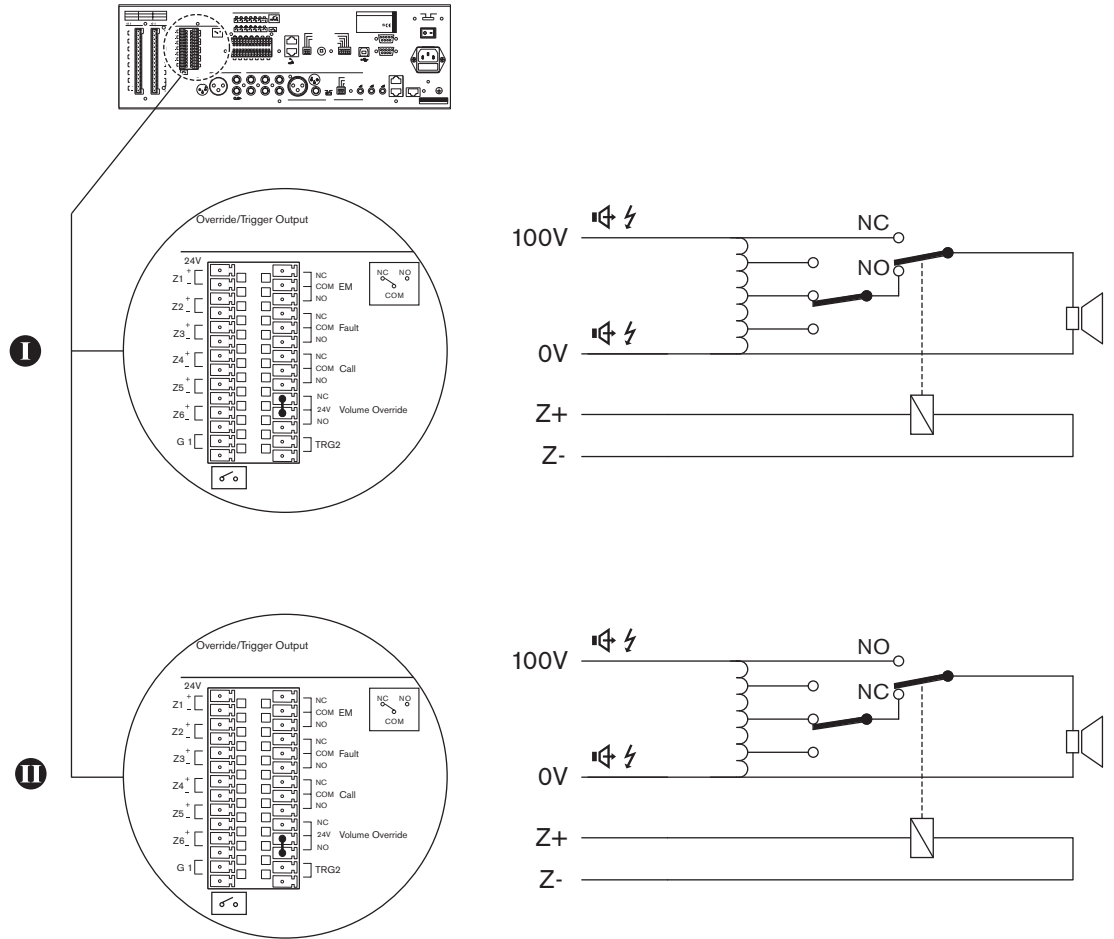 I
Override/Trigger Output
24V
Z1 + -
Z2 + -
Z3 + -
Z4 + -
Z5 + -
Z6 + -
G 1
NC
COM EM
NO
NC
COM Fault
NO
NC
COM Call
NO
NC
24V Volume Override
NO
TRG2
NC NO
COM
100V
NC
NO
0V
Z+
Z-
II
Override/Trigger Output
24V
Z1 + -
Z2 + -
Z3 + -
Z4 + -
Z5 + -
Z6 + -
G 1
NC
COM EM
NO
NC
COM Fault
NO
NC
COM Call
NO
NC
24V Volume Override
NO
TRG2
NC NO
COM
100V
NO
NC
0V
Z+
Z-